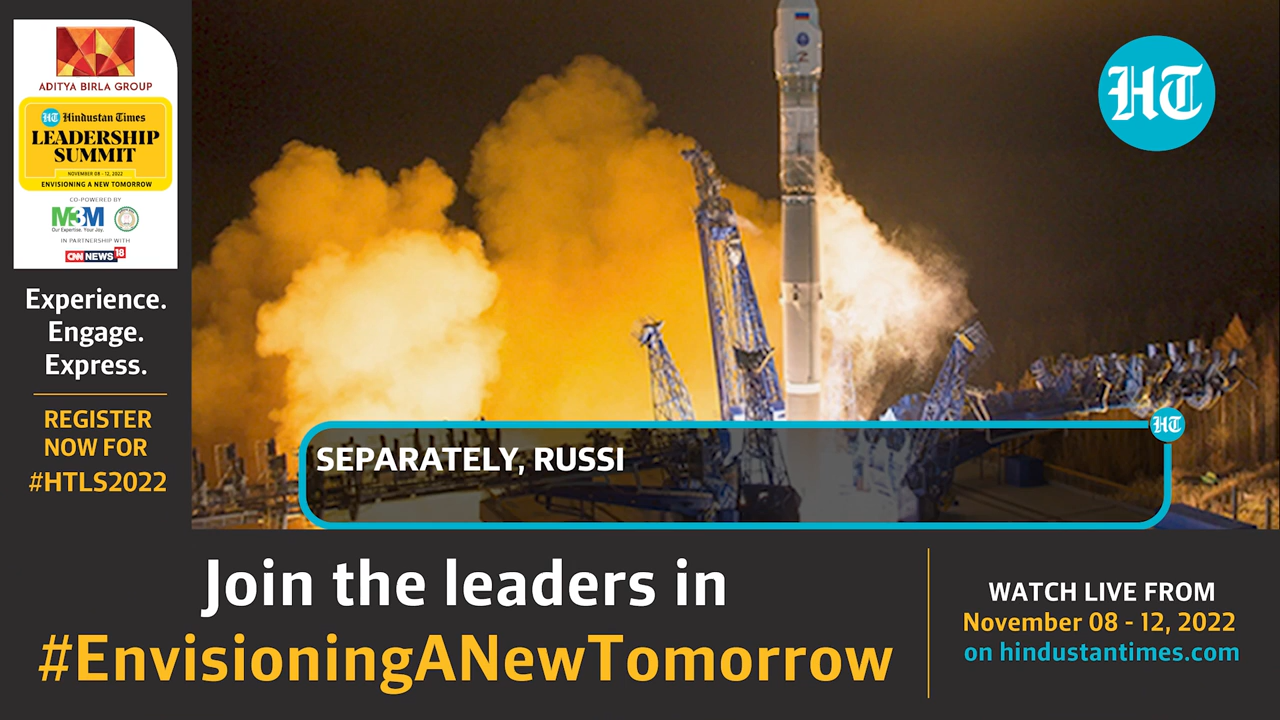 ADITYA BIRLA GROUP
HT Hindustan Times
LEADERSHIP
SUMMIT
NOVEMBER 08 - 12, 2022
ENVISIONING A NEW TOMORROW
CO-POWERED BY
M3M
Our Expertise. Your Joy.
IN PARTNERSHIP WITH
CNN NEWS 18
Experience.
Engage.
Express.
REGISTER
NOW FOR
#HTLS2022
HT
HT
SEPARATELY, RUSSI
Join the leaders in
#EnvisioningANewTomorrow
WATCH LIVE FROM
November 08 - 12, 2022
on hindustantimes.com